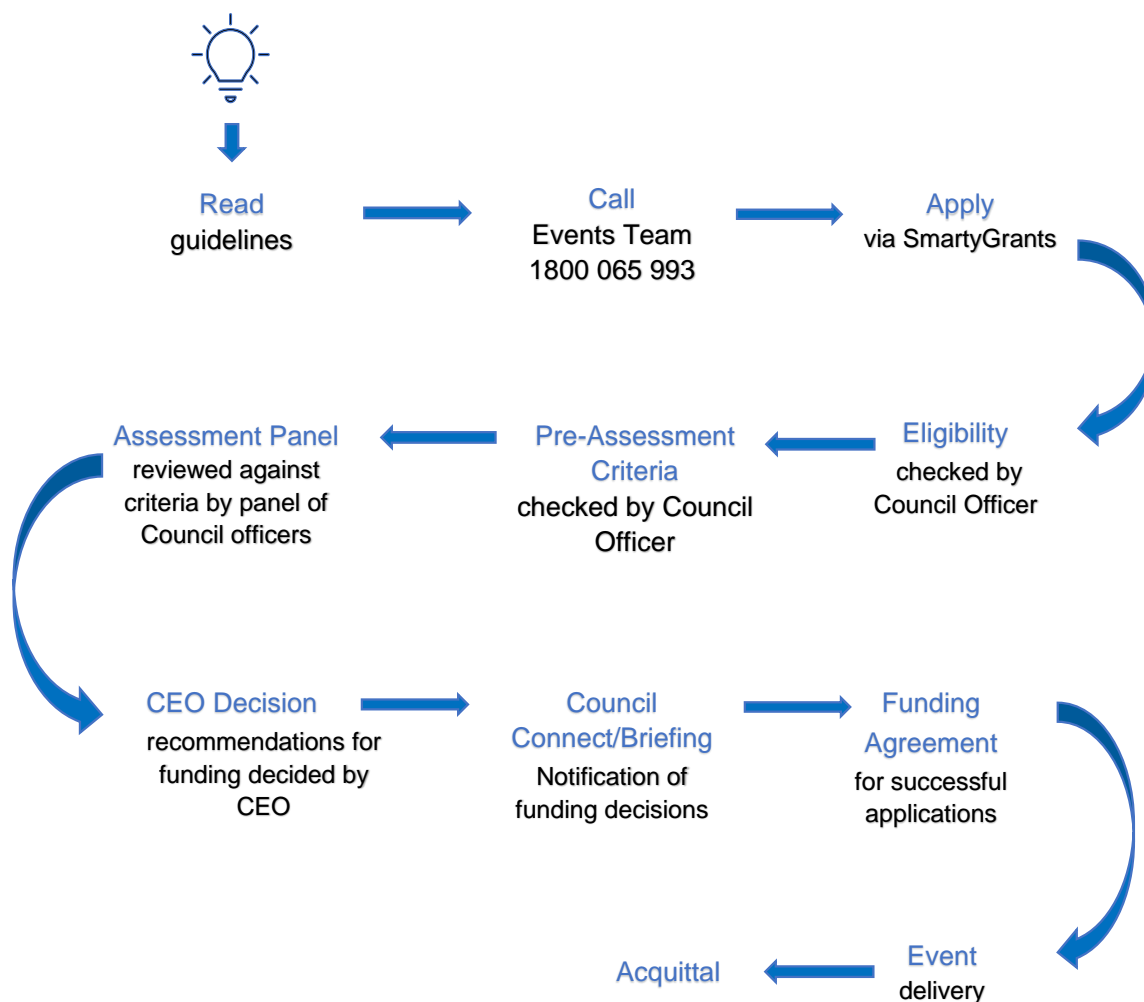 Read
guidelines
Call
Events Team
1800 065 993
Apply
via SmartyGrants
Eligibility
checked by
Council Officer
Pre-Assessment
Criteria
checked by Council
Officer
Assessment Panel
reviewed against
criteria by panel of
Council officers
CEO Decision
recommendations for
funding decided by
CEO
Council
Connect/Briefing
Notification of
funding decisions
Funding
Agreement
for successful
applications
Event
delivery
Acquittal